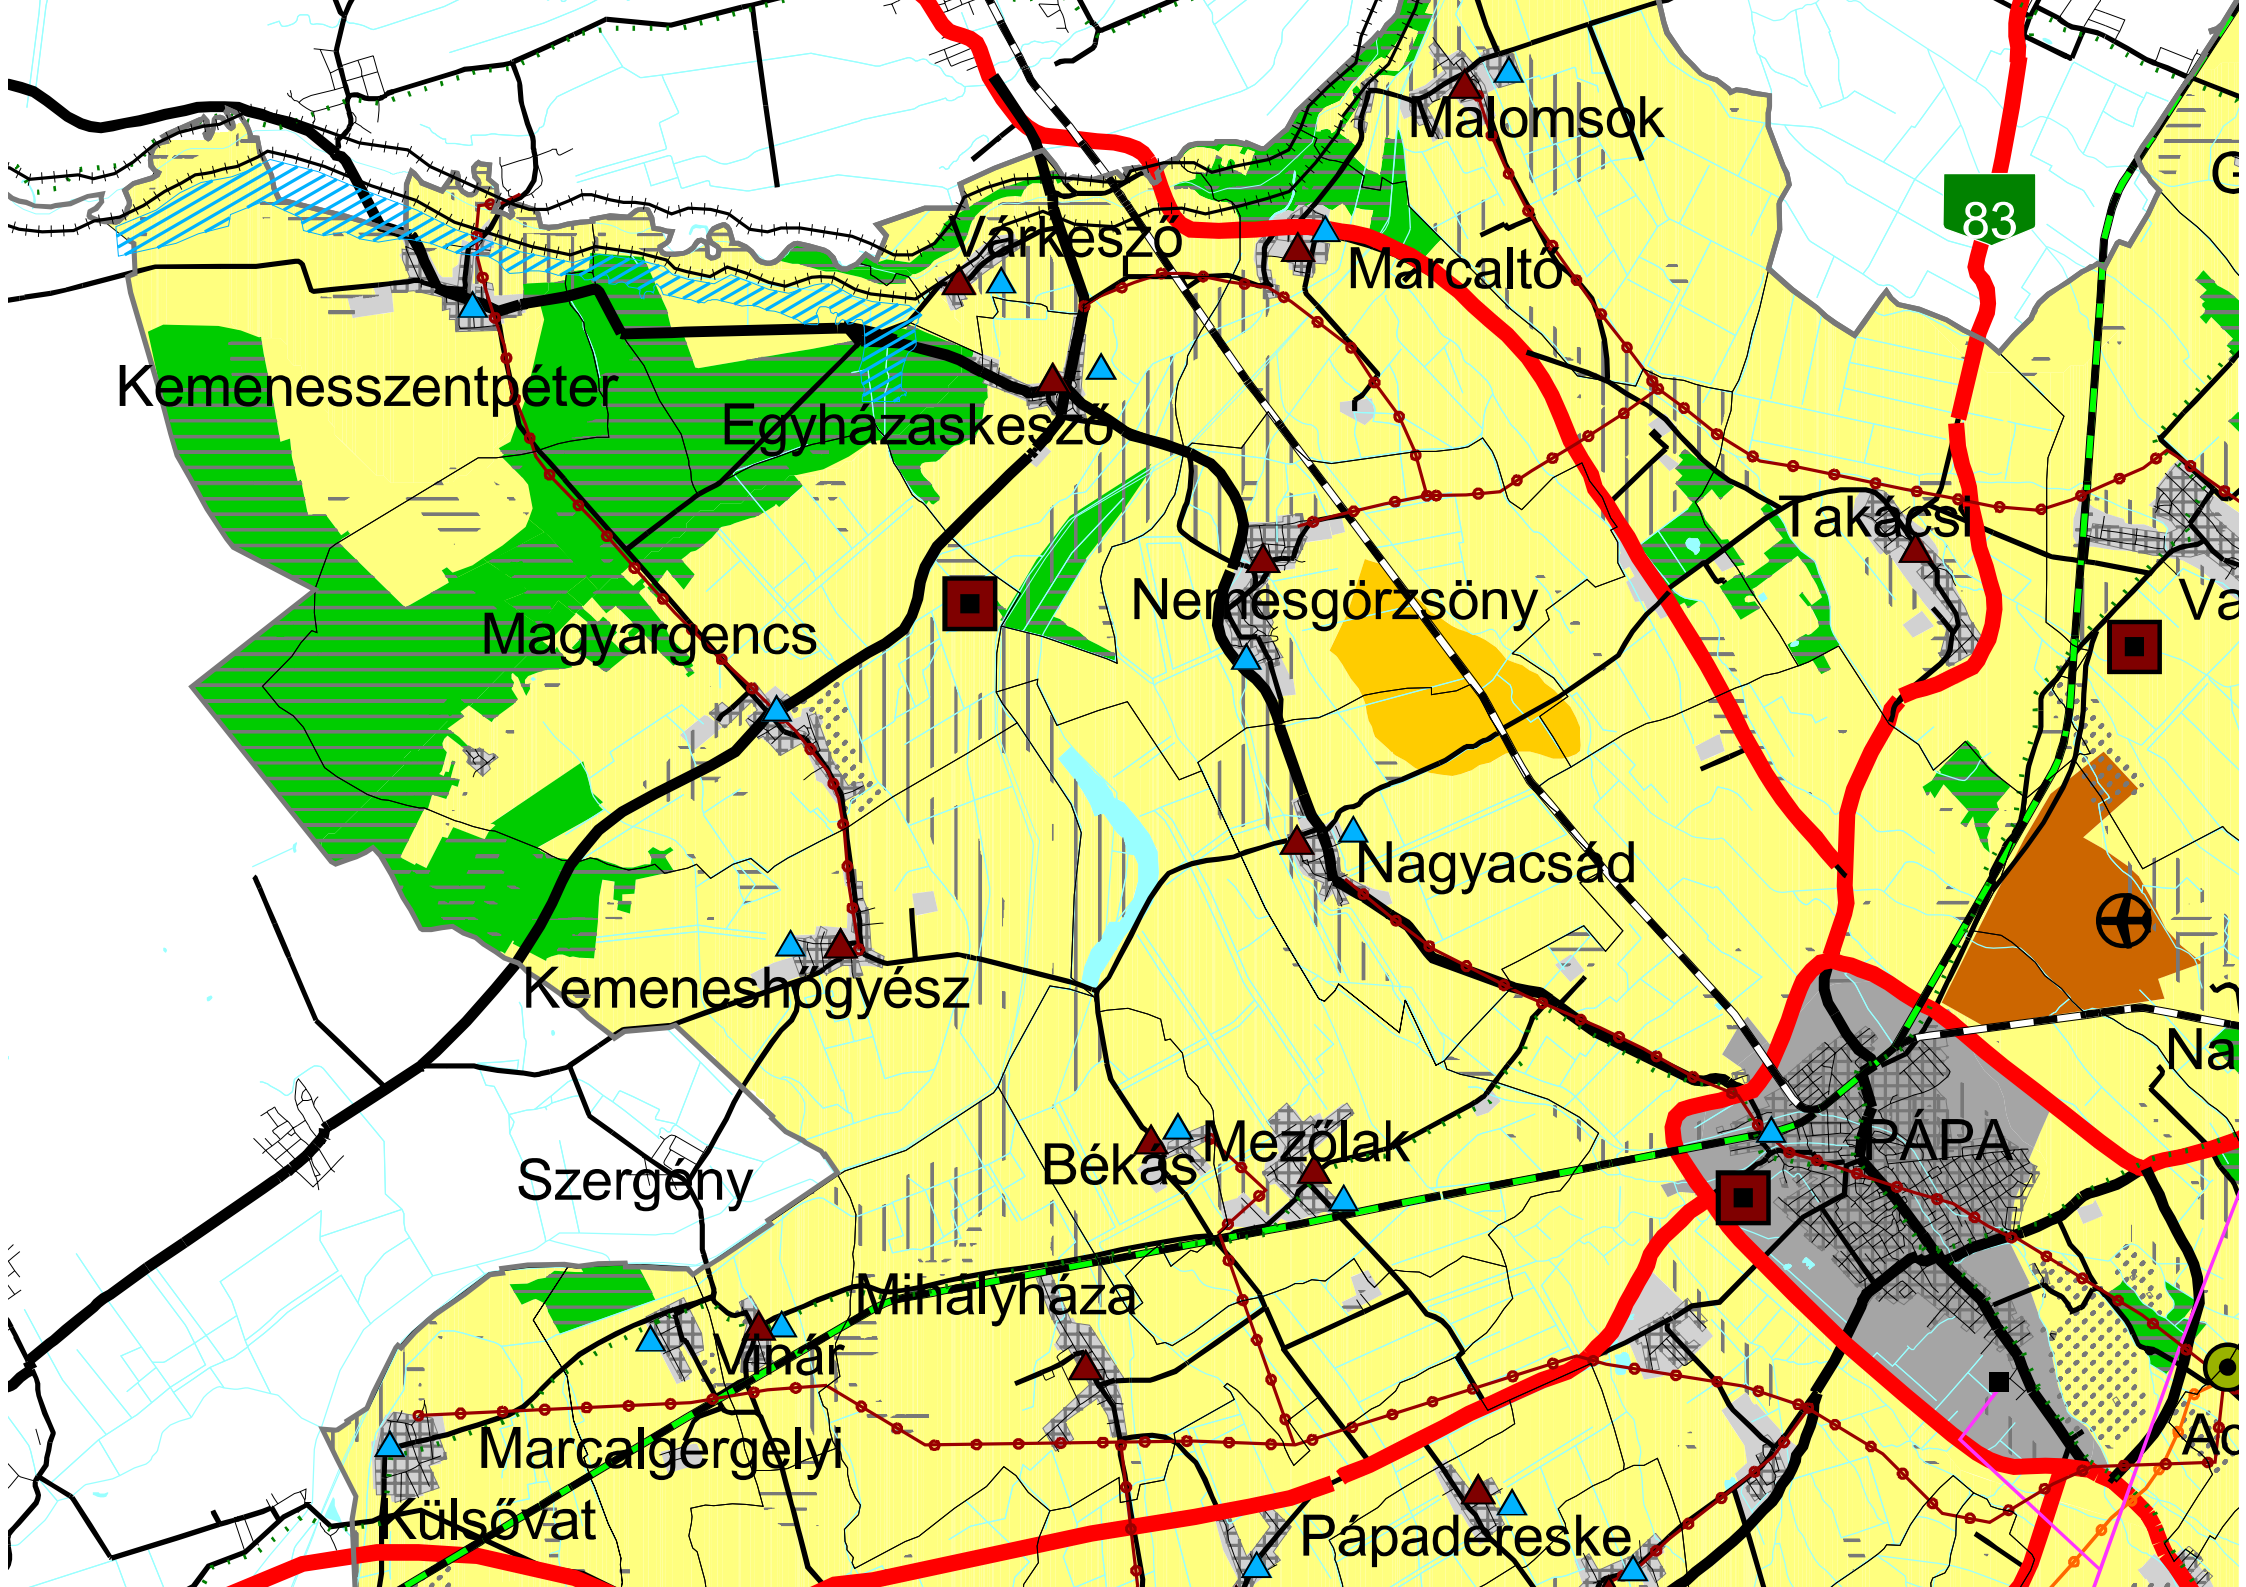 Malomsok
G
83
Várkesző
Marcaltő
Kemenesszentpéter
Egyházaskesző
Takácsi
Nemesgörzsöny
Va
Magyargencs
Nagyacsád
Kemeneshőgyész
Na
PÁPA
Mezőlak
Békás
Szergény
Mihályháza
Vinár
Marcalgergelyi
Ad
Külsővat
Pápadereske